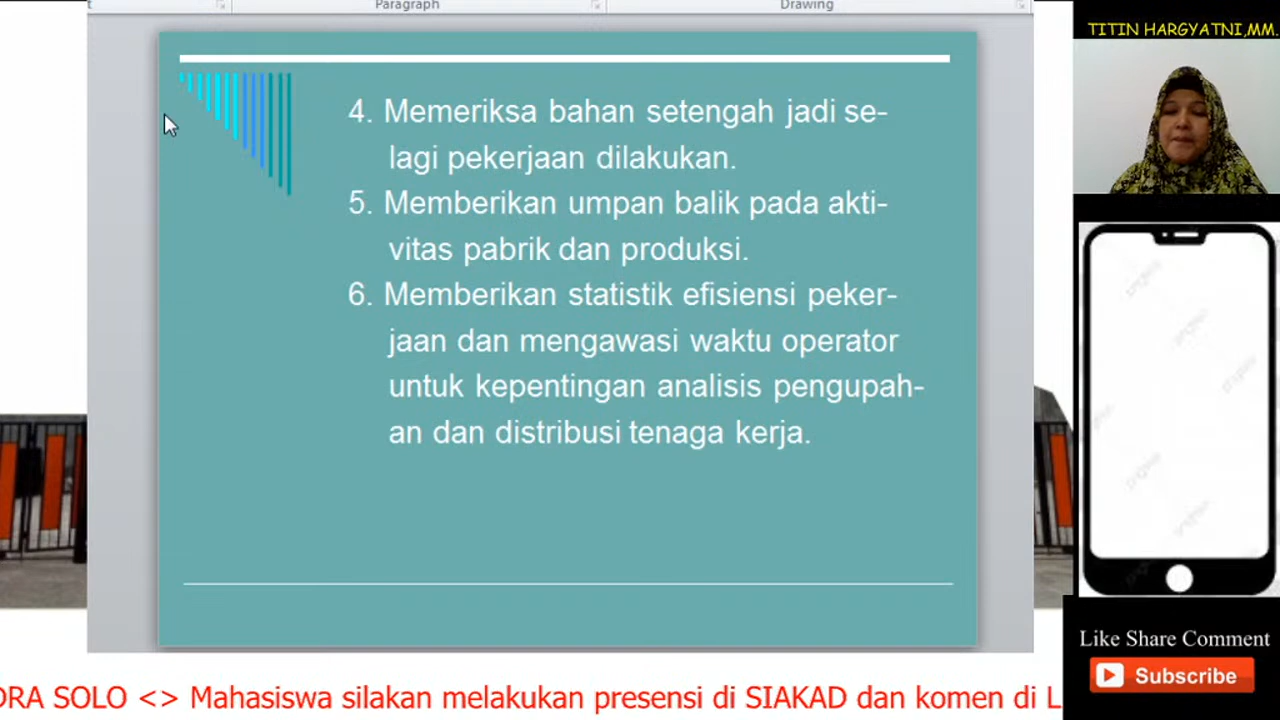 Paragraph
Drawing
TITIN HARGYATNI,MM.
4. Memeriksa bahan setengah jadi se-
lagi pekerjaan dilakukan.
5. Memberikan umpan balik pada akti-
vitas pabrik dan produksi.
6. Memberikan statistik efisiensi peker-
jaan dan mengawasi waktu operator
untuk kepentingan analisis pengupah-
an dan distribusi tenaga kerja.
Like Share Comment
Subscribe
DRA SOLO <> Mahasiswa silakan melakukan presensi di SIAKAD dan komen di L